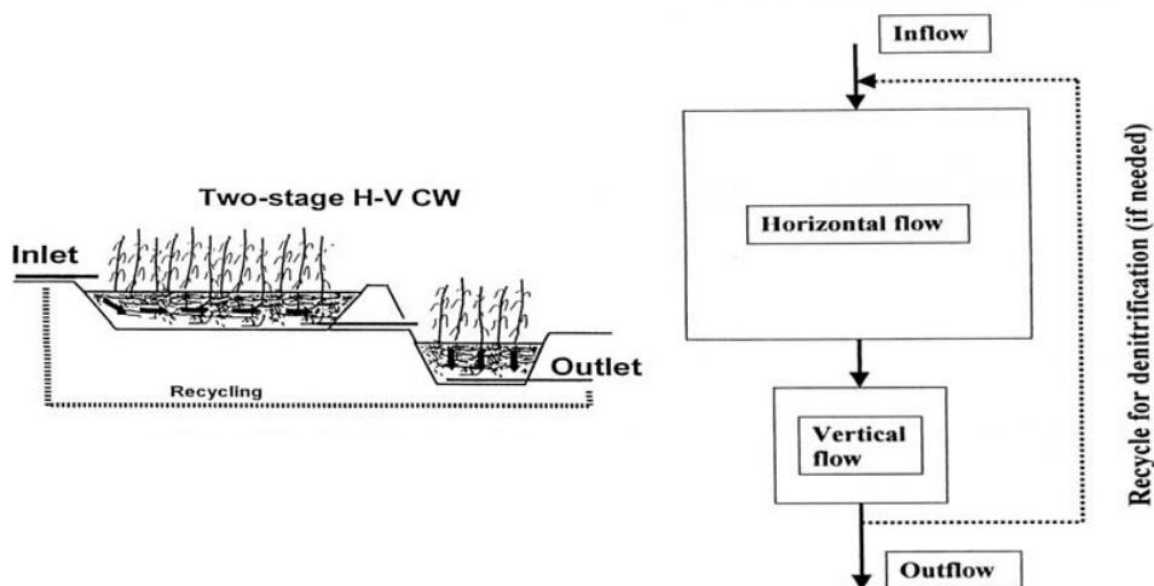 Two-stage H-V CW
Inlet
Outlet
Recycling
Inflow
Horizontal flow
Vertical
flow
Outflow
Recycle for denitrification (if needed)